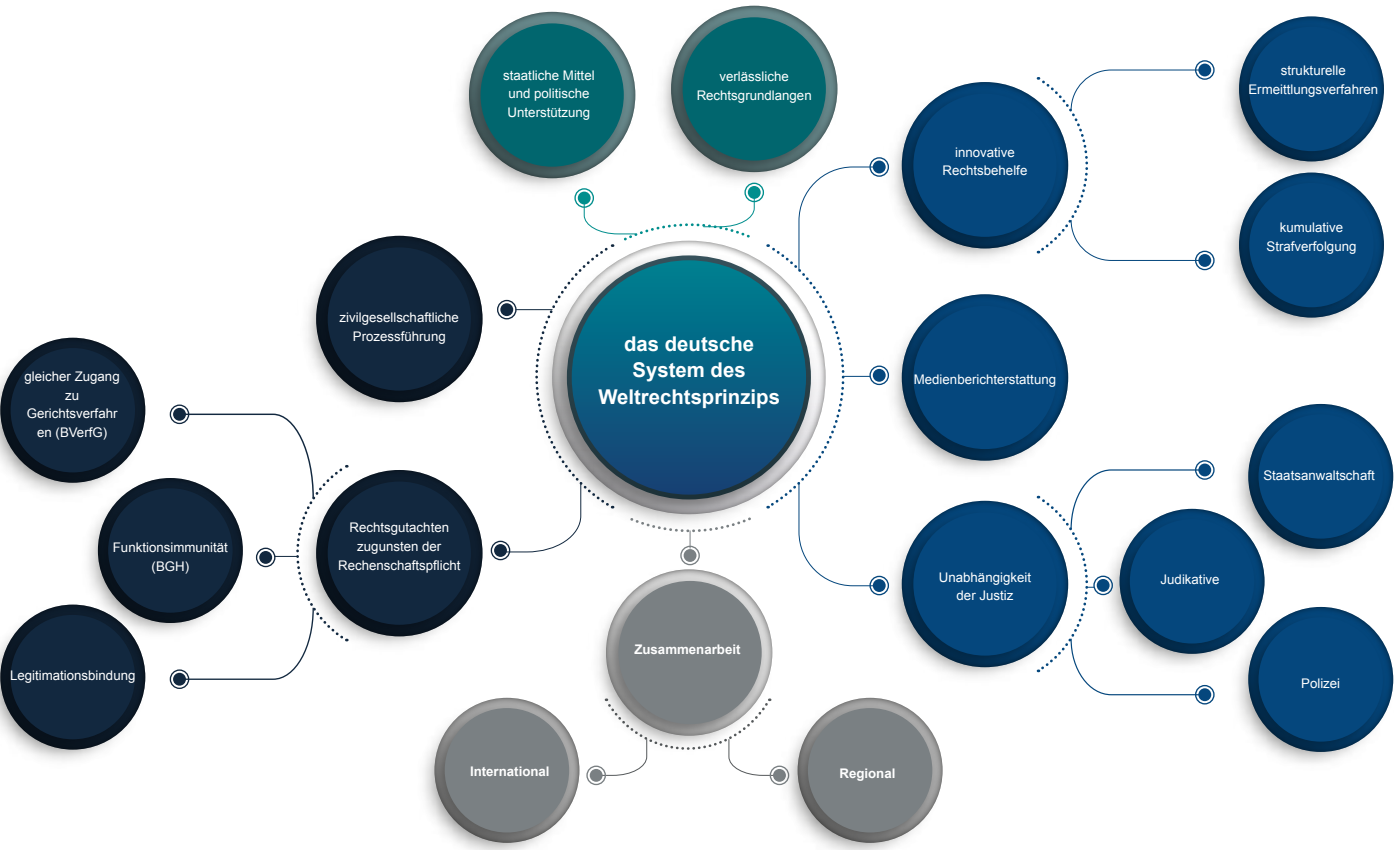 staatliche Mittel
und politische
Unterstützung
verlässliche
Rechtsgrundlangen
innovative
Rechtsbehelfe
strukturelle
Ermeittlungsverfahren
kumulative
Strafverfolgung
zivilgesellschaftliche
Prozessführung
das deutsche
System des
Weltrechtsprinzips
Medienberichterstattung
gleicher Zugang
zu
Gerichtsverfahr
en (BVerfG)
Funktionsimmunität
(BGH)
Legitimationsbindung
Rechtsgutachten
zugunsten der
Rechenschaftspflicht
Unabhängigkeit
der Justiz
Staatsanwaltschaft
Judikative
Polizei
Zusammenarbeit
International
Regional